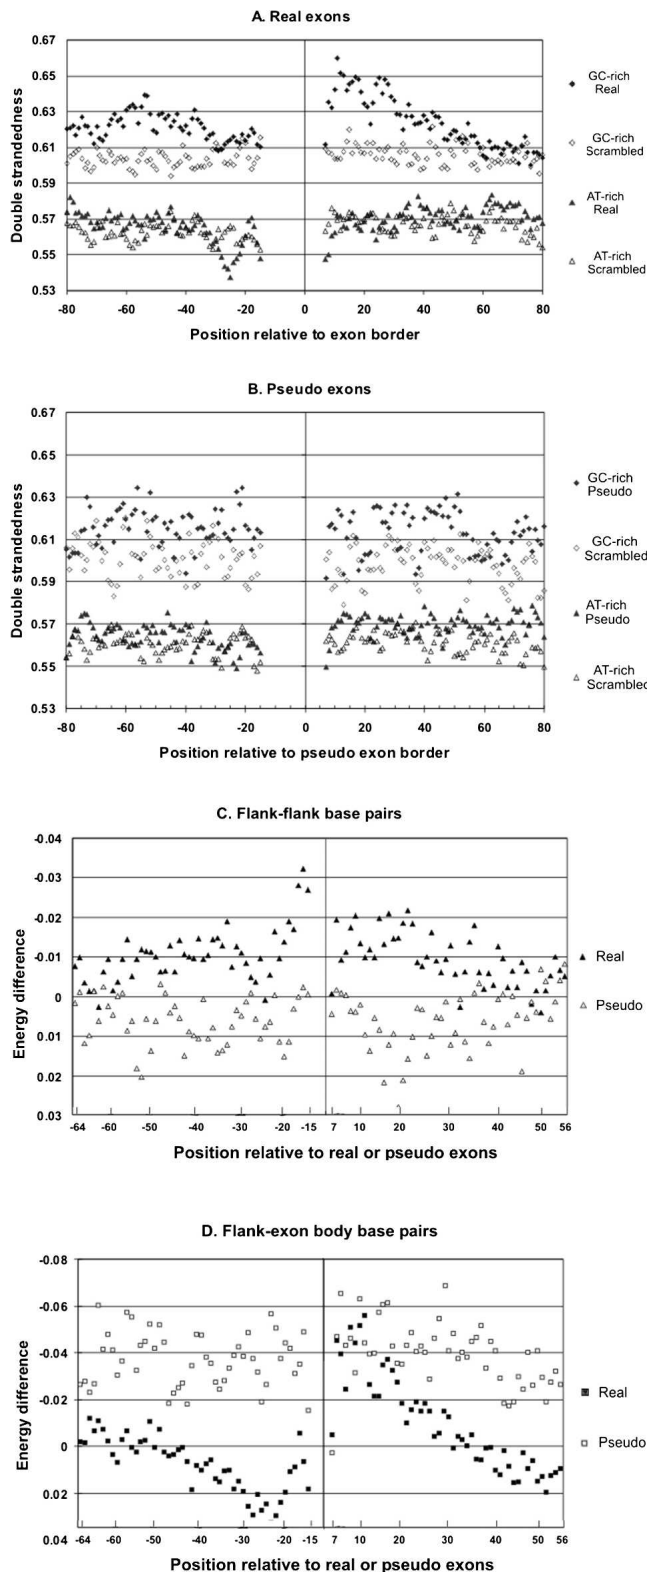 A. Real exons
0.67
0.65
0.63
0.61
0.59
0.57
0.55
0.53
Double strandedness
-80 -60 -40 -20 0 20 40 60 80
Position relative to exon border
GC-rich
Real
GC-rich
Scrambled
AT-rich
Real
AT-rich
Scrambled
B. Pseudo exons
0.67
0.65
0.63
0.61
0.59
0.57
0.55
0.53
Double strandedness
-80 -60 -40 -20 0 20 40 60 80
Position relative to pseudo exon border
GC-rich
Pseudo
GC-rich
Scrambled
AT-rich
Pseudo
AT-rich
Scrambled
C. Flank-flank base pairs
-0.04
-0.03
-0.02
-0.01
0
0.01
0.02
0.03
Energy difference
-64 -60 -50 -40 -30 -20 -15 7 10 20 30 40 50 56
Position relative to real or pseudo exons
Real
Pseudo
D. Flank-exon body base pairs
-0.08
-0.06
-0.04
-0.02
0
0.02
0.04
Energy difference
-64 -60 -50 -40 -30 -20 -15 7 10 20 30 40 50 56
Position relative to real or pseudo exons
Real
Pseudo